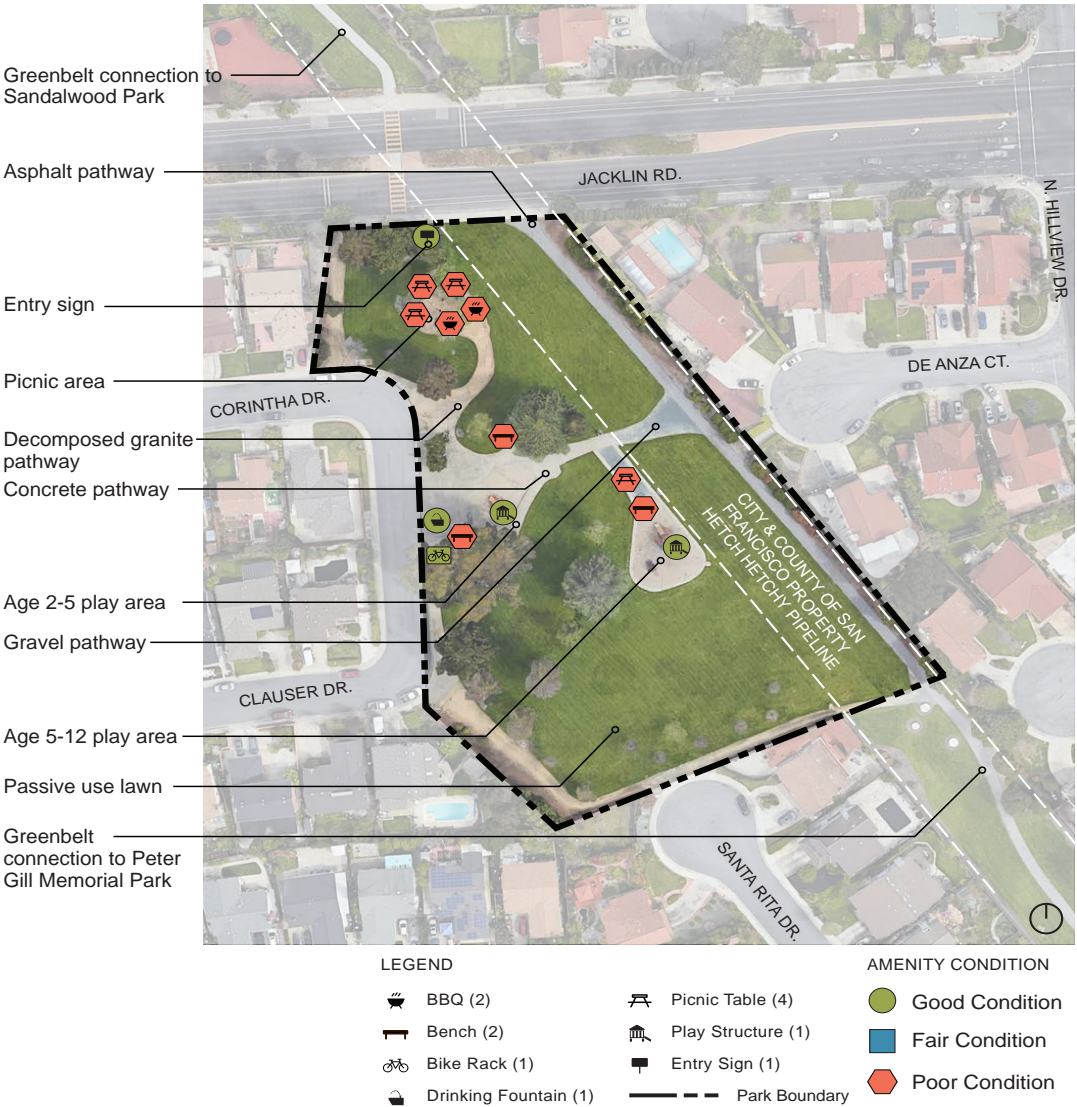 Greenbelt connection to
Sandalwood Park
Asphalt pathway
Entry sign
Picnic area
Decomposed granite
pathway
Concrete pathway
Age 2-5 play area
Gravel pathway
Age 5-12 play area
Passive use lawn
Greenbelt
connection to Peter
Gill Memorial Park
JACKLIN RD.
N. HILLVIEW DR.
DE ANZA CT.
CORINTHA DR.
CITY & COUNTY OF SAN
FRANCISCO PROPERTY
HETCH HETCHY PIPELINE
CLAUSER DR.
SANTA RITA DR.
LEGEND
BBQ (2)
Bench (2)
Bike Rack (1)
Drinking Fountain (1)
Picnic Table (4)
Play Structure (1)
Entry Sign (1)
Park Boundary
AMENITY CONDITION
Good Condition
Fair Condition
Poor Condition